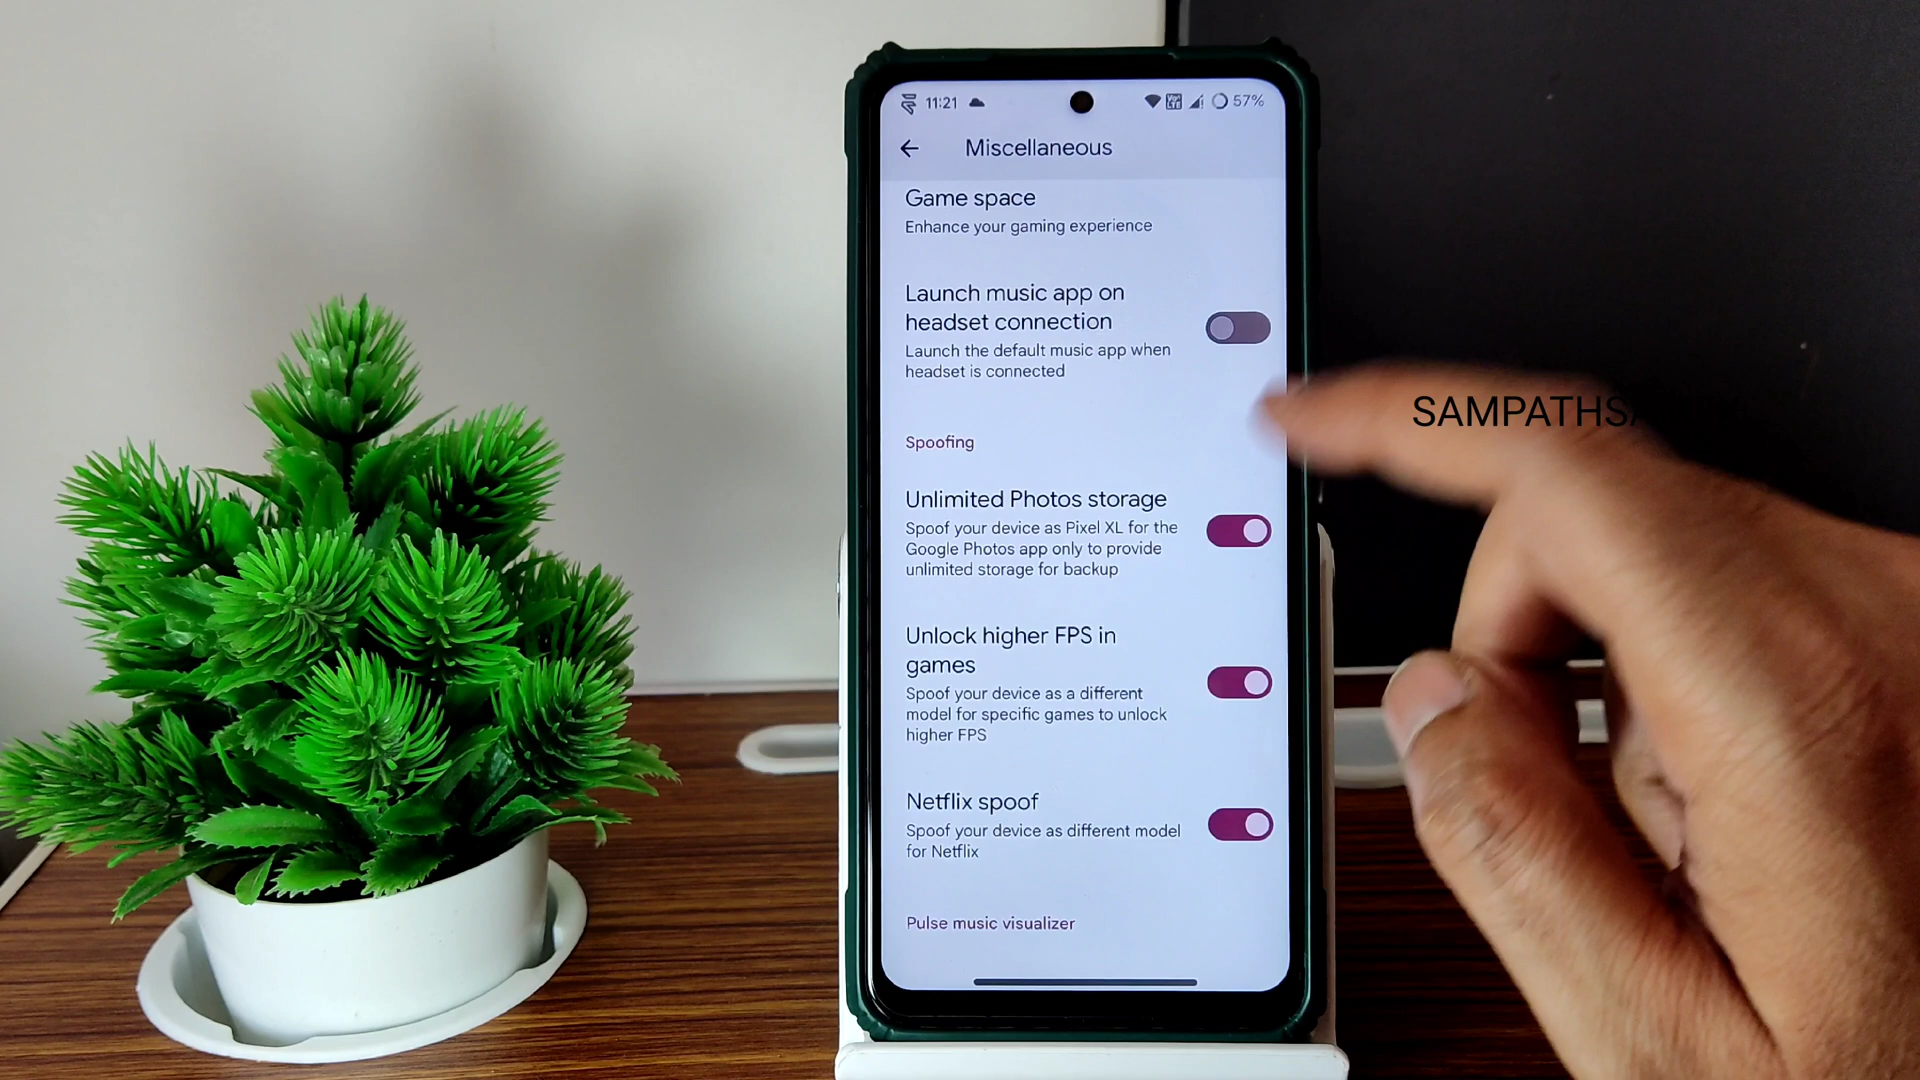 11:21
57%
Miscellaneous
Game space
Enhance your gaming experience
Launch music app on
headset connection
Launch the default music app when
headset is connected
SAMPATHS
Spoofing
Unlimited Photos storage
Spoof your device as Pixel XL for the
Google Photos app only to provide
unlimited storage for backup
Unlock higher FPS in
games
Spoof your device as a different
model for specific games to unlock
higher FPS
Netflix spoof
Spoof your device as different model
for Netflix
Pulse music visualizer